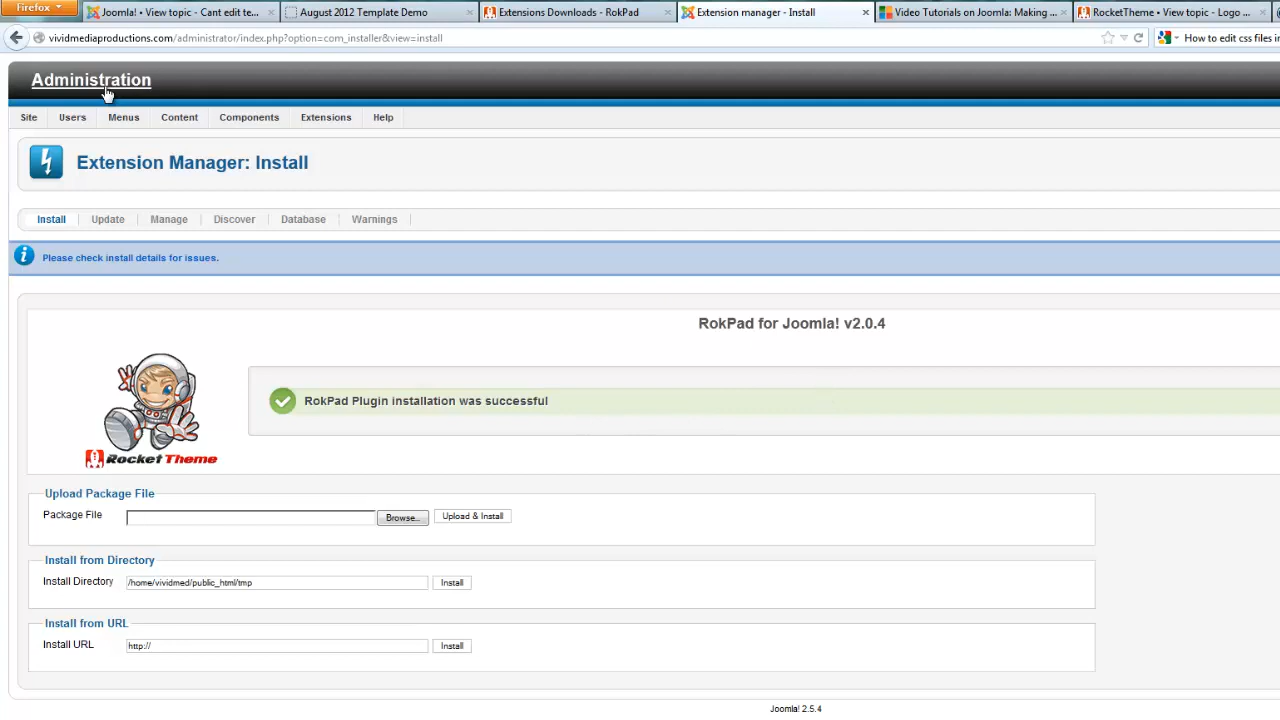 Firefox
Joomla! • View topic - Cant edit te...
August 2012 Template Demo
Extensions Downloads - RokPad
Extension manager - Install
Video Tutorials on Joomla: Making ...
RocketTheme • View topic - Logo ...
vividmediaproductions.com/administrator/index.php?option=com_installer&view=install
How to edit css files in
Administration
Site Users Menus Content Components Extensions Help
Extension Manager: Install
Install Update Manage Discover Database Warnings
Please check install details for issues.
RokPad for Joomla! v2.0.4
RokPad Plugin installation was successful
RocketTheme
Upload Package File
Package File Browse... Upload & Install
Install from Directory
Install Directory /home/vividmed/public_html/tmp Install
Install from URL
Install URL http:// Install
Joomla! 2.5.4